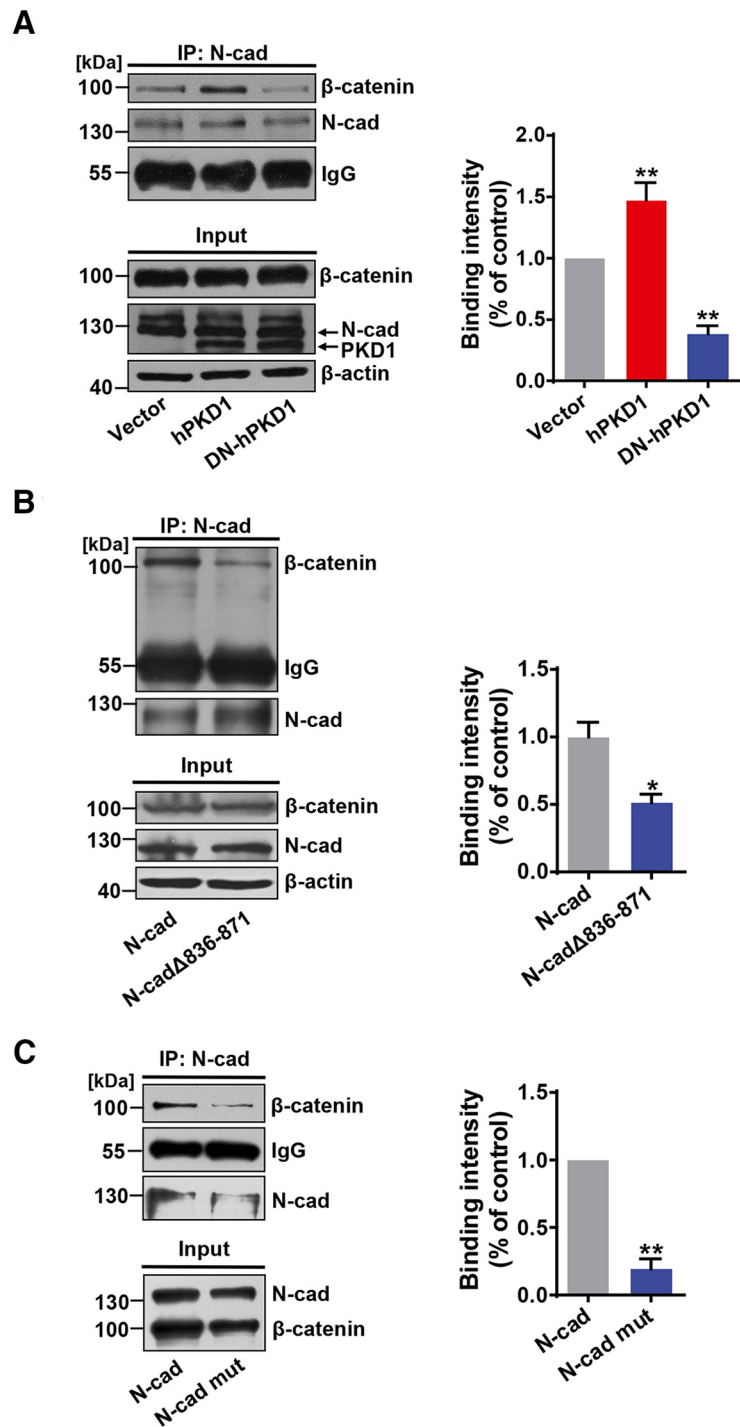 A
IP: N-cad
[kDa]
100
β-catenin
130
N-cad
55
IgG
Input
100
β-catenin
130
N-cad
PKD1
40
β-actin
Vector
hPKD1
DN-hPKD1
Binding intensity
(% of control)
2.0
1.5
1.0
0.5
0.0
**
**
Vector
hPKD1
DN-hPKD1
B
IP: N-cad
[kDa]
100
β-catenin
55
IgG
130
N-cad
Input
100
β-catenin
130
N-cad
40
β-actin
N-cad
N-cadΔ836-871
Binding intensity
(% of control)
1.5
1.0
0.5
0.0
*
N-cad
N-cadΔ836-871
C
IP: N-cad
[kDa]
100
β-catenin
55
IgG
130
N-cad
Input
130
N-cad
100
β-catenin
N-cad
N-cad mut
Binding intensity
(% of control)
1.5
1.0
0.5
0.0
**
N-cad
N-cad mut